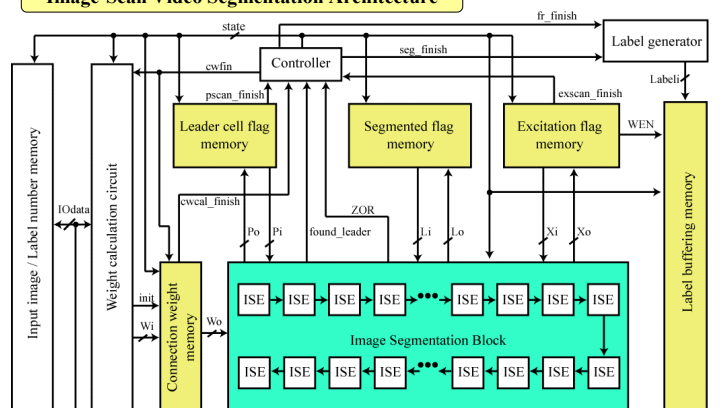 Image Scan Video Segmentation Architecture
fr_finish
state
seg_finish
Label generator
Controller
cwfin
Labeli
pscan_finish
exscan_finish
Leader cell flag
memory
Segmented flag
memory
Excitation flag
memory
WEN
Input image / Label number memory
IOdata
Weight calculation circuit
cwcal_finish
Po
Pi
found_leader
ZOR
Li
Lo
Xi
Xo
Label buffering memory
init
Wi
Connection weight
memory
Wo
ISE ISE ISE ISE ••• ISE ISE ISE ISE
Image Segmentation Block
ISE ISE ISE ISE ••• ISE ISE ISE ISE